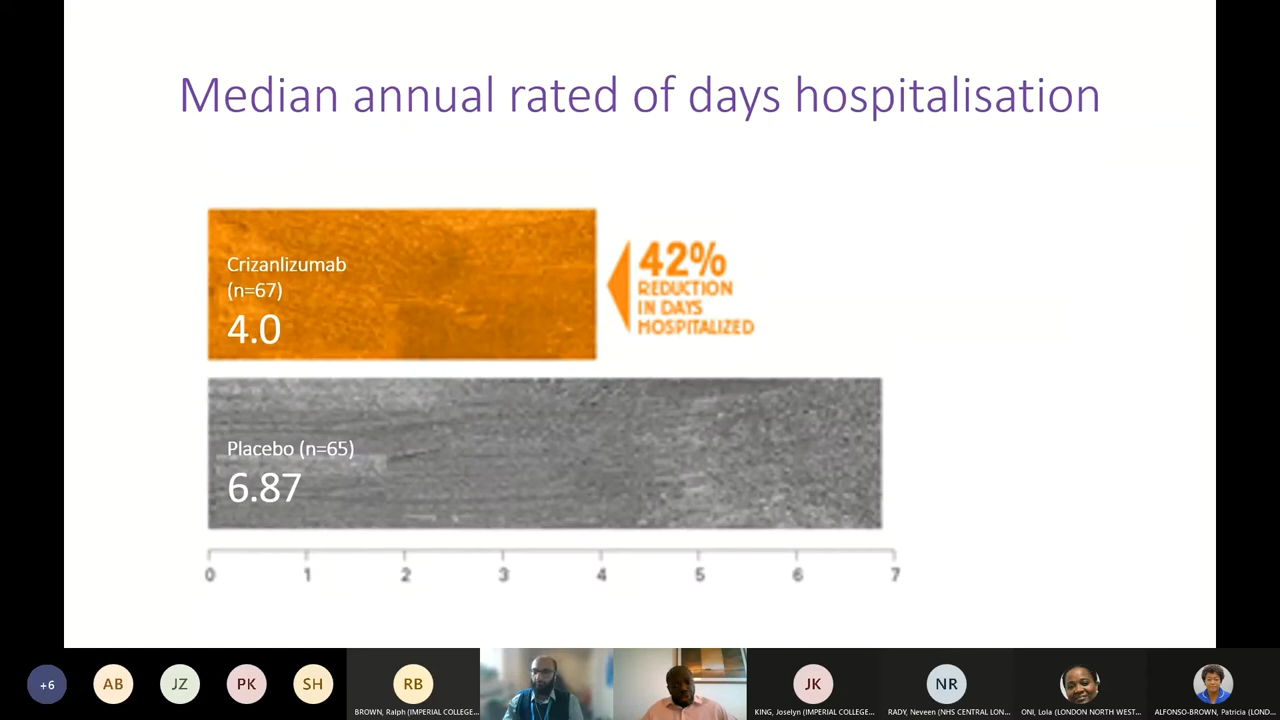 Median annual rated of days hospitalisation
Crizanlizumab
(n=67)
4.0
42%
REDUCTION
IN DAYS
HOSPITALIZED
Placebo (n=65)
6.87
0 1 2 3 4 5 6 7
+6 AB JZ PK SH RB JK NR
BROWN, Ralph (IMPERIAL COLLEGE... KING, Joselyn (IMPERIAL COLLEGE... RADY, Neveen (NHS CENTRAL LON... ONI, Lola (LONDON NORTH WEST... ALFONSO-BROWN, Patricia (LOND...